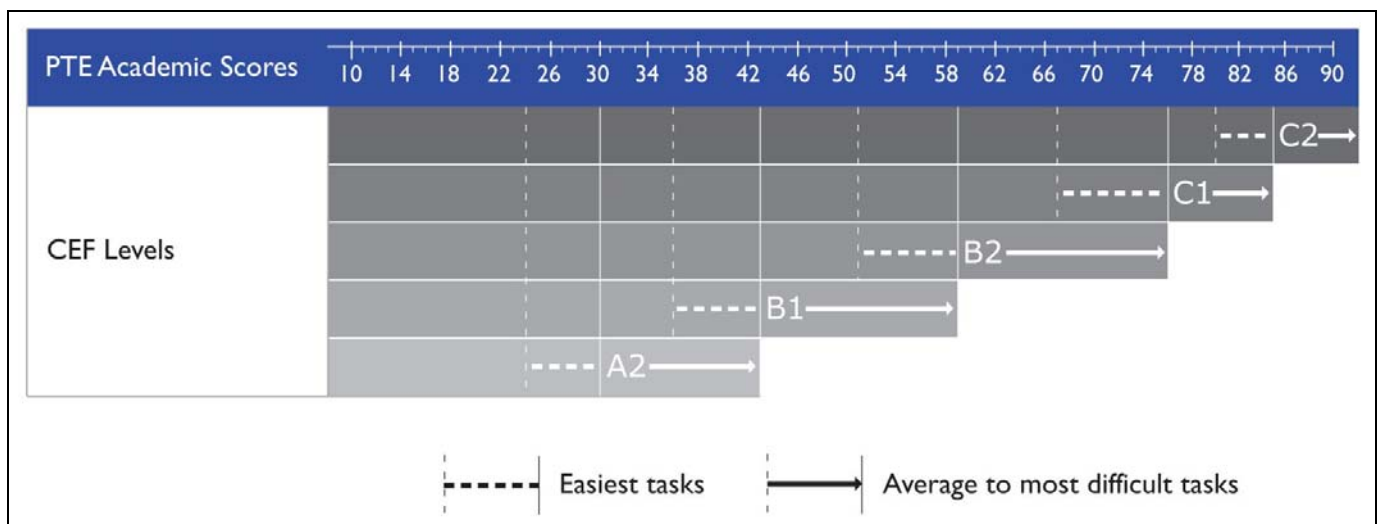 PTE Academic Scores
10 14 18 22 26 30 34 38 42 46 50 54 58 62 66 70 74 78 82 86 90
C2
C1
CEF Levels
B2
B1
A2
Easiest tasks
Average to most difficult tasks